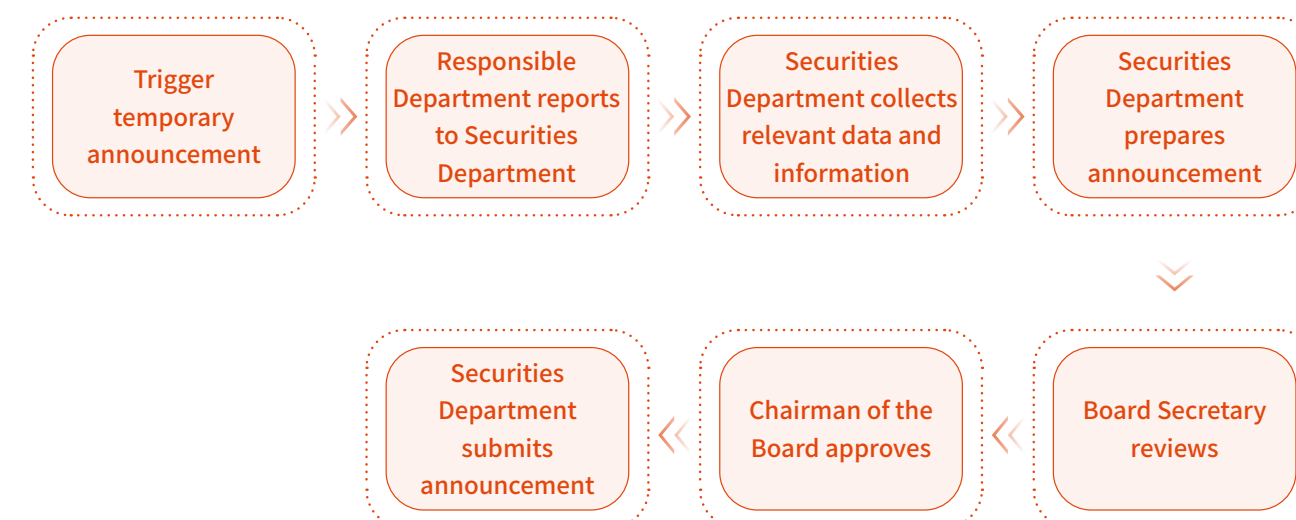 Trigger
temporary
announcement
Responsible
Department reports
to Securities
Department
Securities
Department collects
relevant data and
information
Securities
Department
prepares
announcement
Board Secretary
reviews
Chairman of the
Board approves
Securities
Department
submits
announcement